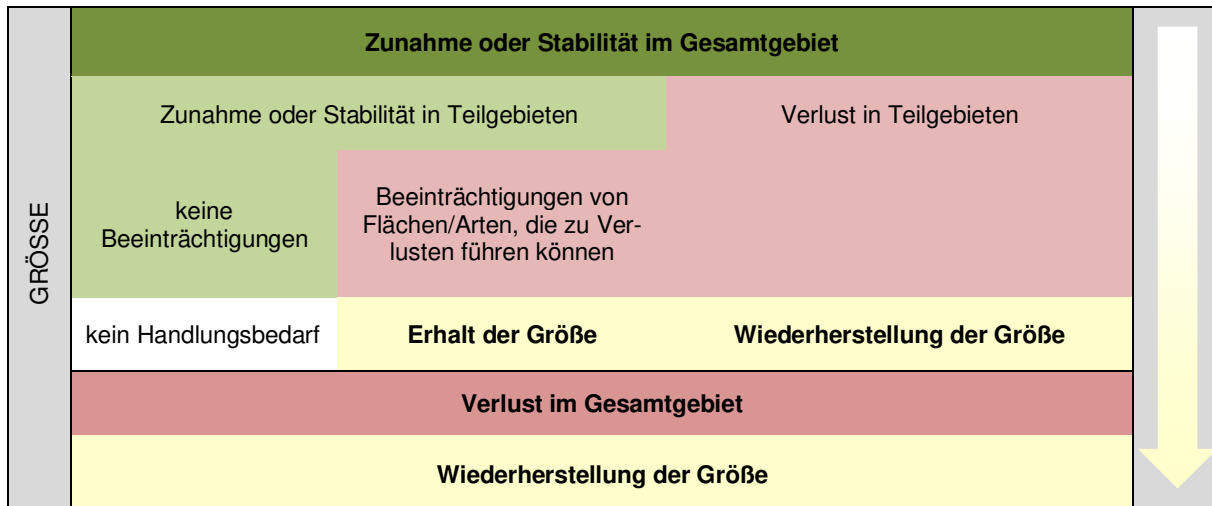 GRÖSSE
Zunahme oder Stabilität im Gesamtgebiet
Zunahme oder Stabilität in Teilgebieten
Verlust in Teilgebieten
keine
Beeinträchtigungen
Beeinträchtigungen von
Flächen/Arten, die zu Ver-
lusten führen können
kein Handlungsbedarf
Erhalt der Größe
Wiederherstellung der Größe
Verlust im Gesamtgebiet
Wiederherstellung der Größe